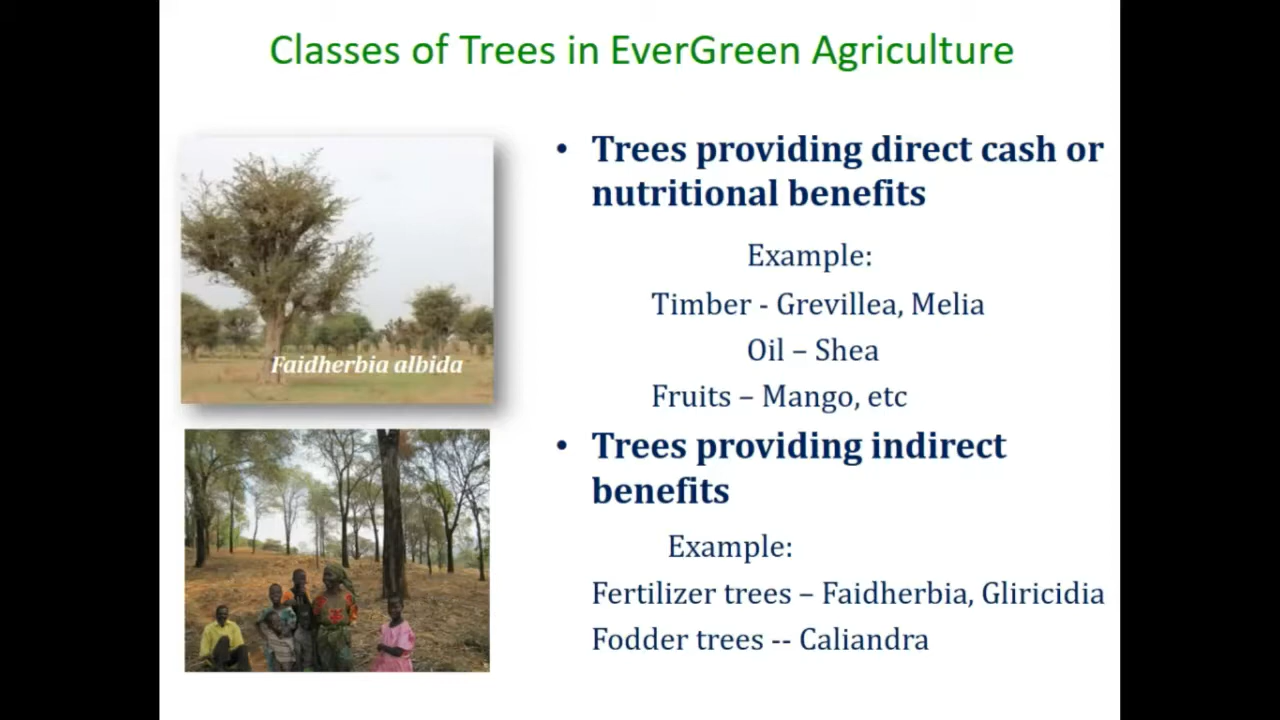 Classes of Trees in EverGreen Agriculture
Faidherbia albida
• Trees providing direct cash or
nutritional benefits
Example:
Timber - Grevillea, Melia
Oil – Shea
Fruits – Mango, etc
• Trees providing indirect
benefits
Example:
Fertilizer trees – Faidherbia, Gliricidia
Fodder trees -- Caliandra